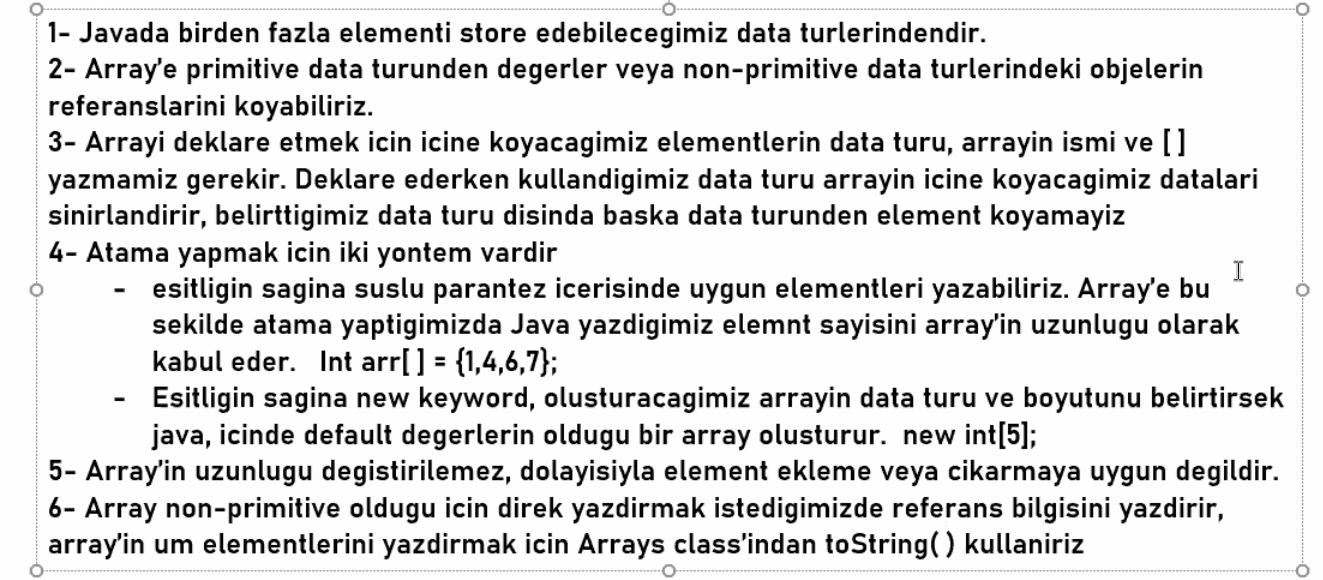 1- Javada birden fazla elementi store edebilecegimiz data turlerindendir.
2- Array'e primitive data turunden degerler veya non-primitive data turlerindeki objelerin
referanslarini koyabiliriz.
3- Arrayi deklare etmek icin icine koyacagimiz elementlerin data turu, arrayin ismi ve [ ]
yazmamiz gerekir. Deklare ederken kullandigimiz data turu arrayin icine koyacagimiz datalari
sinirlandirir, belirttigimiz data turu disinda baska data turunden element koyamayiz
4- Atama yapmak icin iki yontem vardir
- esitligin sagina suslu parantez icerisinde uygun elementleri yazabiliriz. Array'e bu
sekilde atama yaptigimizda Java yazdigimiz elemnt sayisini array'in uzunlugu olarak
kabul eder. Int arr[ ] = {1,4,6,7};
- Esitligin sagina new keyword, olusturacagimiz arrayin data turu ve boyutunu belirtirsek
java, icinde default degerlerin oldugu bir array olusturur. new int[5];
5- Array'in uzunlugu degistirilemez, dolayisiyla element ekleme veya cikarmaya uygun degildir.
6- Array non-primitive oldugu icin direk yazdirmak istedigimizde referans bilgisini yazdirir,
array'in um elementlerini yazdirmak icin Arrays class'indan toString( ) kullaniriz